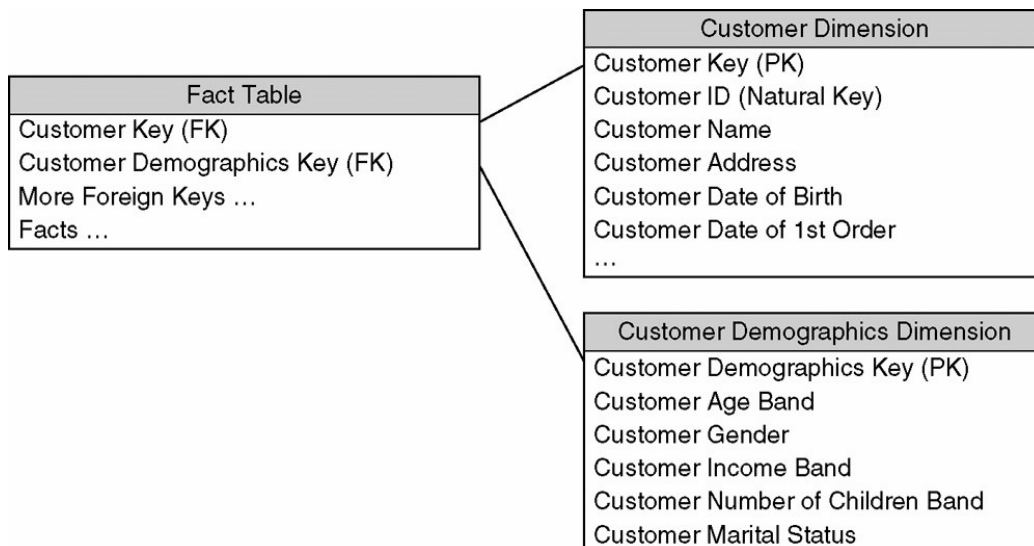 Fact Table
Customer Key (FK)
Customer Demographics Key (FK)
More Foreign Keys …
Facts …
Customer Dimension
Customer Key (PK)
Customer ID (Natural Key)
Customer Name
Customer Address
Customer Date of Birth
Customer Date of 1st Order
…
Customer Demographics Dimension
Customer Demographics Key (PK)
Customer Age Band
Customer Gender
Customer Income Band
Customer Number of Children Band
Customer Marital Status